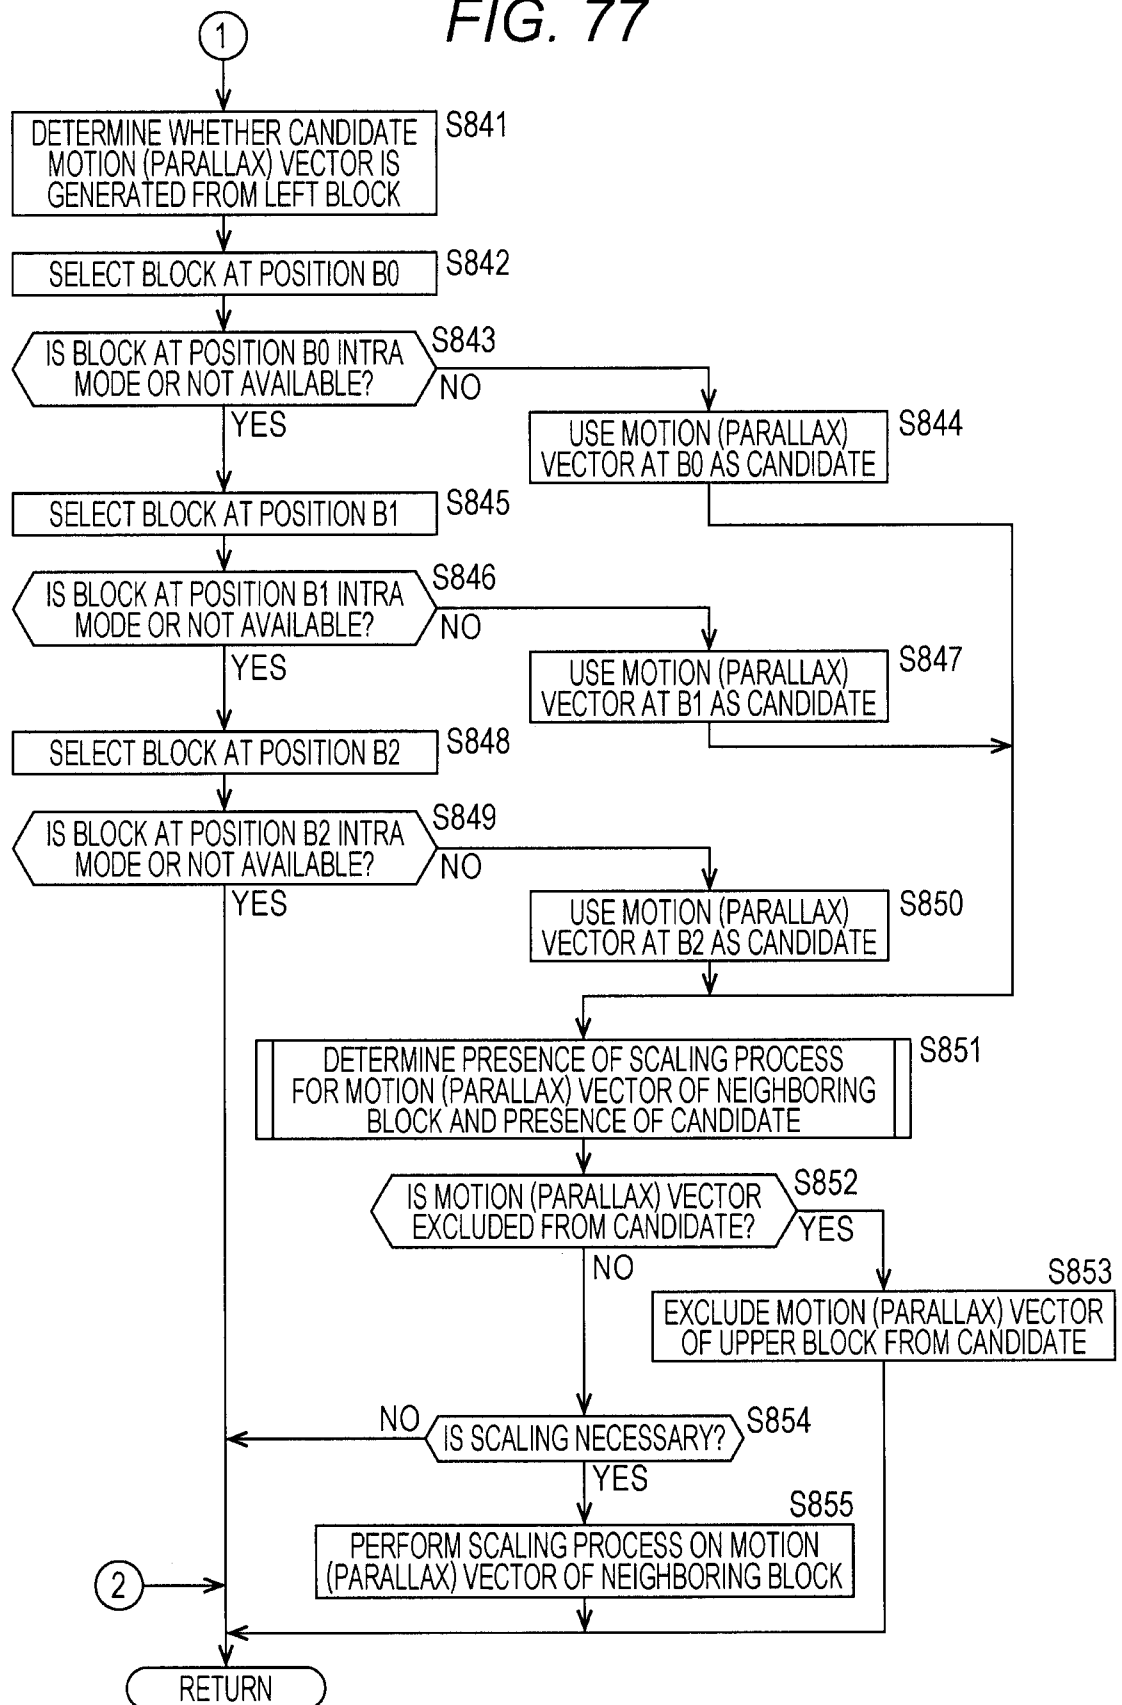 FIG. 77
1
DETERMINE WHETHER CANDIDATE
MOTION (PARALLAX) VECTOR IS
GENERATED FROM LEFT BLOCK
S841
SELECT BLOCK AT POSITION B0
S842
IS BLOCK AT POSITION B0 INTRA
MODE OR NOT AVAILABLE?
S843
NO
YES
USE MOTION (PARALLAX)
VECTOR AT B0 AS CANDIDATE
S844
SELECT BLOCK AT POSITION B1
S845
IS BLOCK AT POSITION B1 INTRA
MODE OR NOT AVAILABLE?
S846
NO
YES
USE MOTION (PARALLAX)
VECTOR AT B1 AS CANDIDATE
S847
SELECT BLOCK AT POSITION B2
S848
IS BLOCK AT POSITION B2 INTRA
MODE OR NOT AVAILABLE?
S849
NO
YES
USE MOTION (PARALLAX)
VECTOR AT B2 AS CANDIDATE
S850
DETERMINE PRESENCE OF SCALING PROCESS
FOR MOTION (PARALLAX) VECTOR OF NEIGHBORING
BLOCK AND PRESENCE OF CANDIDATE
S851
IS MOTION (PARALLAX) VECTOR
EXCLUDED FROM CANDIDATE?
S852
YES
NO
S853
EXCLUDE MOTION (PARALLAX) VECTOR
OF UPPER BLOCK FROM CANDIDATE
NO
IS SCALING NECESSARY?
S854
YES
S855
PERFORM SCALING PROCESS ON MOTION
(PARALLAX) VECTOR OF NEIGHBORING BLOCK
2
RETURN